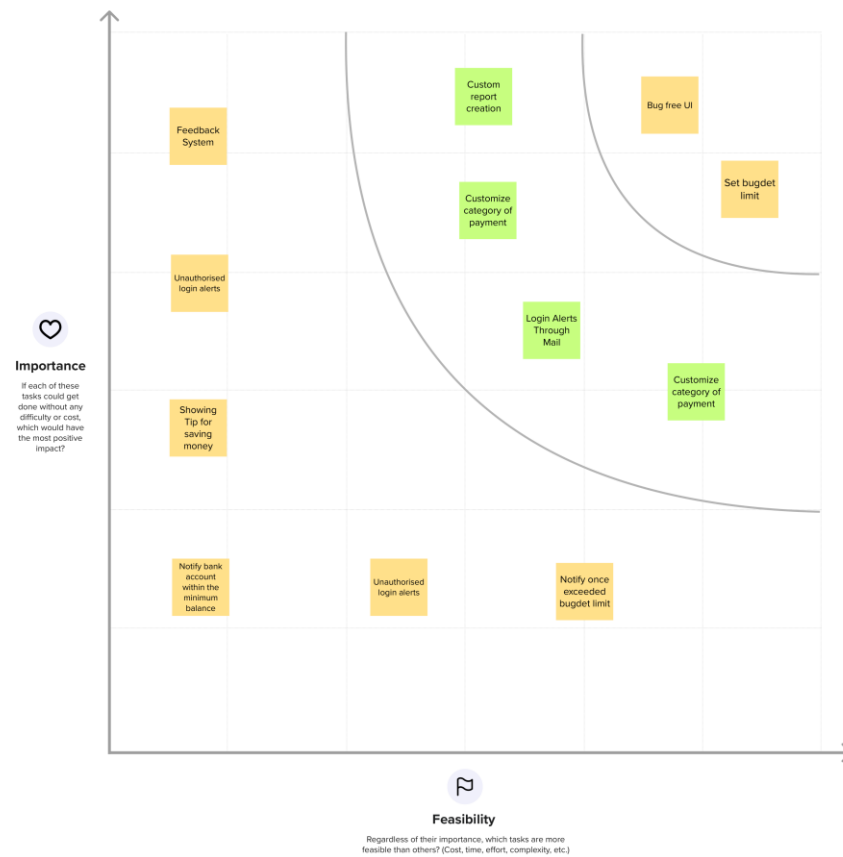 Custom
report
creation
Bug free UI
Feedback
System
Set bugdet
limit
Customize
category of
payment
Unauthorised
login alerts
Login Alerts
Through
Mail
Importance
If each of these
tasks could get
done without any
difficulty or cost,
which would have
the most positive
impact?
Customize
category of
payment
Showing
Tip for
saving
money
Notify bank
account
within the
minimum
balance
Unauthorised
login alerts
Notify once
exceeded
bugdet limit
Feasibility
Regardless of their importance, which tasks are more
feasible than others? (Cost, time, effort, complexity, etc.)